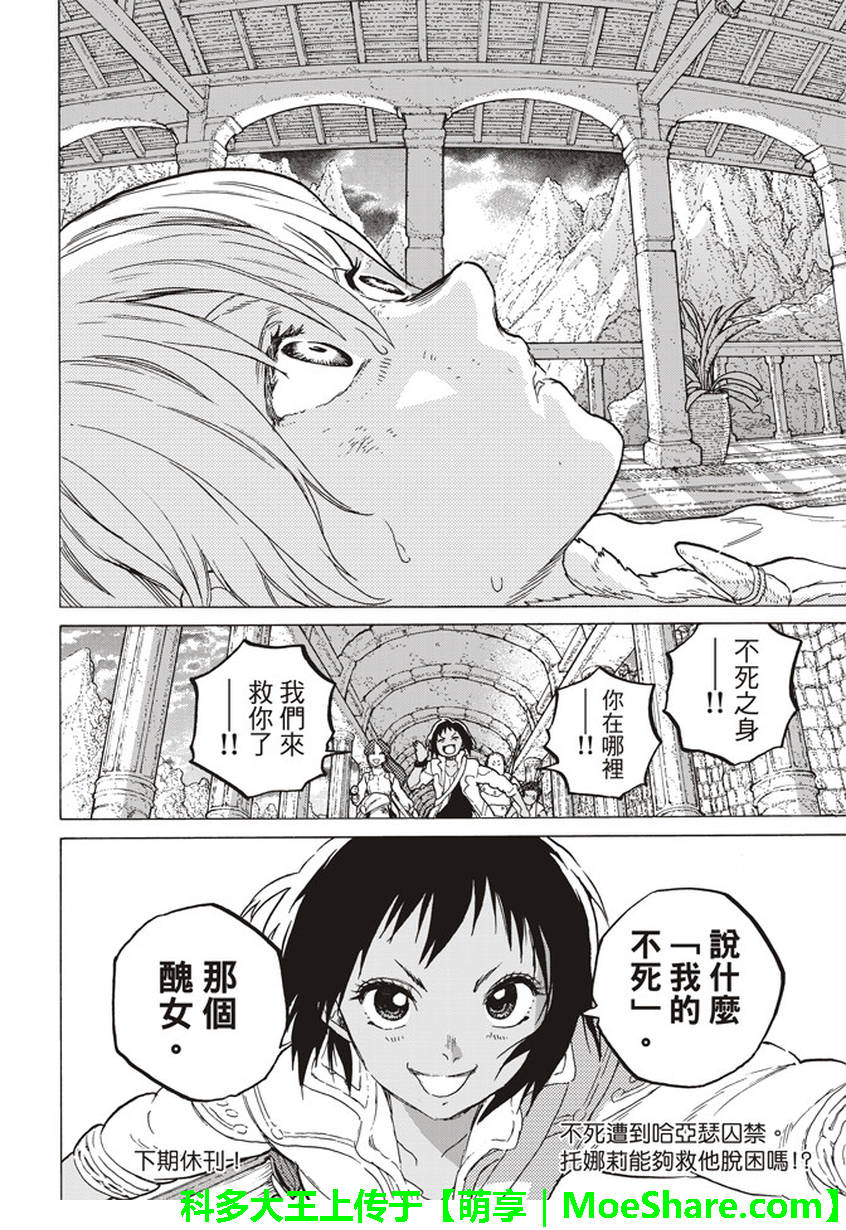 不死之身
——!!
你在哪裡
——!!
我們來
救你了
——!!
說什麼
「我的
不死」。
那個
醜女。
不死遭到哈亞瑟囚禁。
托娜莉能夠救他脫困嗎!?
下期休刊！
科多大王上传于【萌享】MoeShare.com】